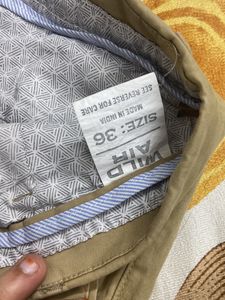 WILD
AIR
SIZE: 36
MADE IN INDIA
SEE REVERSE FOR CARE